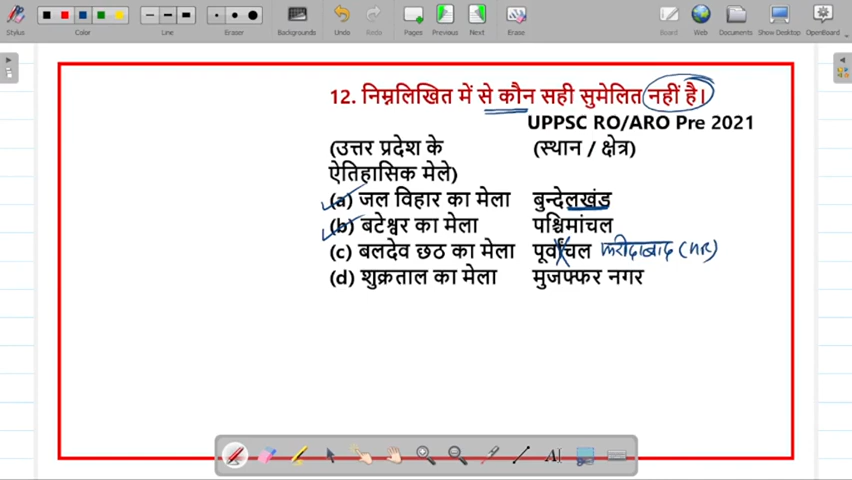 Stylus
Color
Line
Eraser
Backgrounds
Undo
Redo
Pages
Previous
Next
Erase
Board
Web
Documents
Show Desktop
OpenBoard
12. निम्नलिखित में से कौन सही सुमेलित नहीं है।
UPPSC RO/ARO Pre 2021
(उत्तर प्रदेश के (स्थान / क्षेत्र)
ऐतिहासिक मेले)
(a) जल विहार का मेला बुन्देलखंड
(b) बटेश्वर का मेला पश्चिमांचल
(c) बलदेव छठ का मेला पूर्वांचल फरीदाबाद (HR)
(d) शुक्रताल का मेला मुजफ्फर नगर